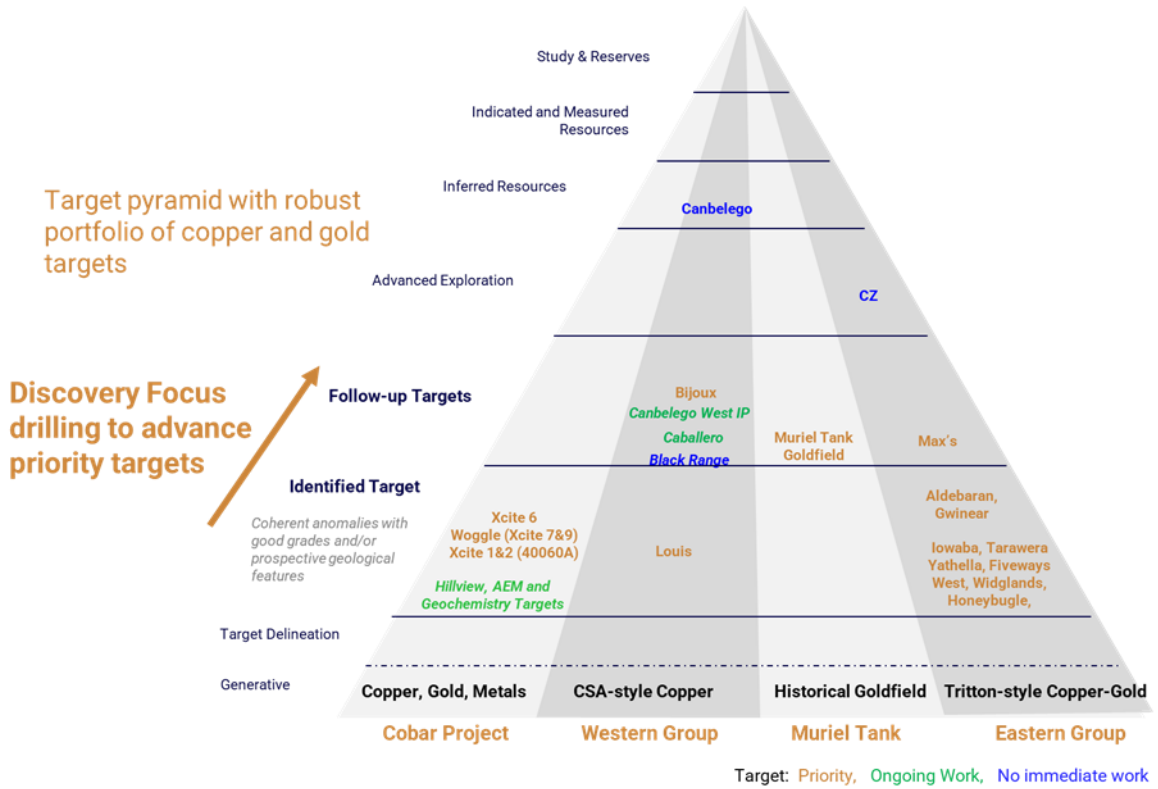 Study & Reserves
Indicated and Measured
Resources
Inferred Resources
Target pyramid with robust
portfolio of copper and gold
targets
Canbelego
Advanced Exploration
CZ
Discovery Focus
drilling to advance
priority targets
Follow-up Targets
Bijoux
Canbelego West IP
Caballero
Black Range
Muriel Tank
Goldfield
Max's
Identified Target
Coherent anomalies with
good grades and/or
prospective geological
features
Xcite 6
Woggle (Xcite 7&9)
Xcite 1&2 (40060A)
Hillview, AEM and
Geochemistry Targets
Louis
Aldebaran,
Gwinear
Iowaba, Tarawera
Yathella, Fiveways
West, Widglands,
Honeybugle,
Target Delineation
Generative
Copper, Gold, Metals
CSA-style Copper
Historical Goldfield
Tritton-style Copper-Gold
Cobar Project
Western Group
Muriel Tank
Eastern Group
Target: Priority, Ongoing Work, No immediate work